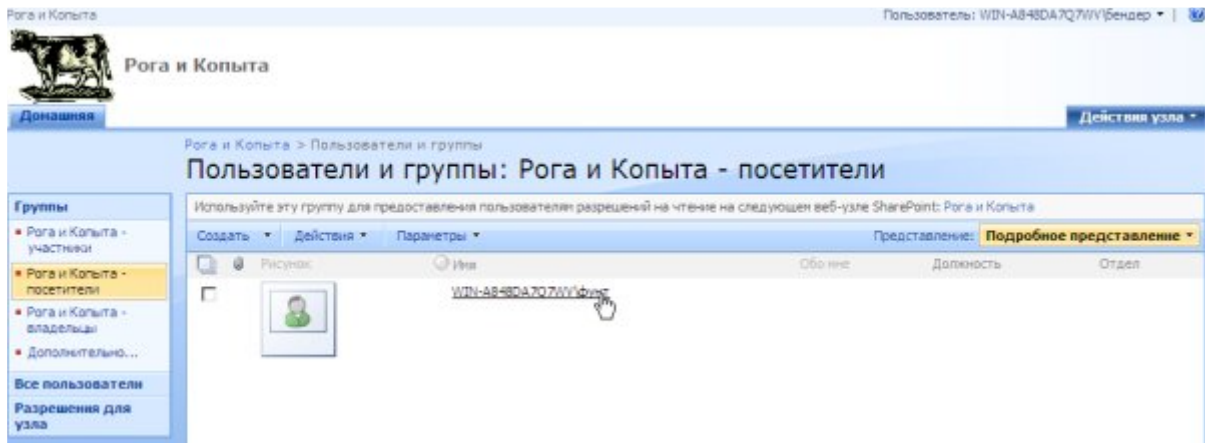 Рога и Копыта
Пользователь: WIN-A848DA7Q7WV\бендер
Рога и Копыта
Домашняя
Действия узла
Рога и Копыта > Пользователи и группы
Пользователи и группы: Рога и Копыта - посетители
Группы
Рога и Копыта -
участники
Рога и Копыта -
посетители
Рога и Копыта -
владельцы
Дополнительно...
Все пользователи
Разрешения для
узла
Используйте эту группу для предоставления пользователям разрешений на чтение на следующем веб-узле SharePoint: Рога и Копыта
Создать Действия Параметры Представление: Подробное представление
Рисунок Имя Обо мне Должность Отдел
WIN-A848DA7Q7WV\фунт